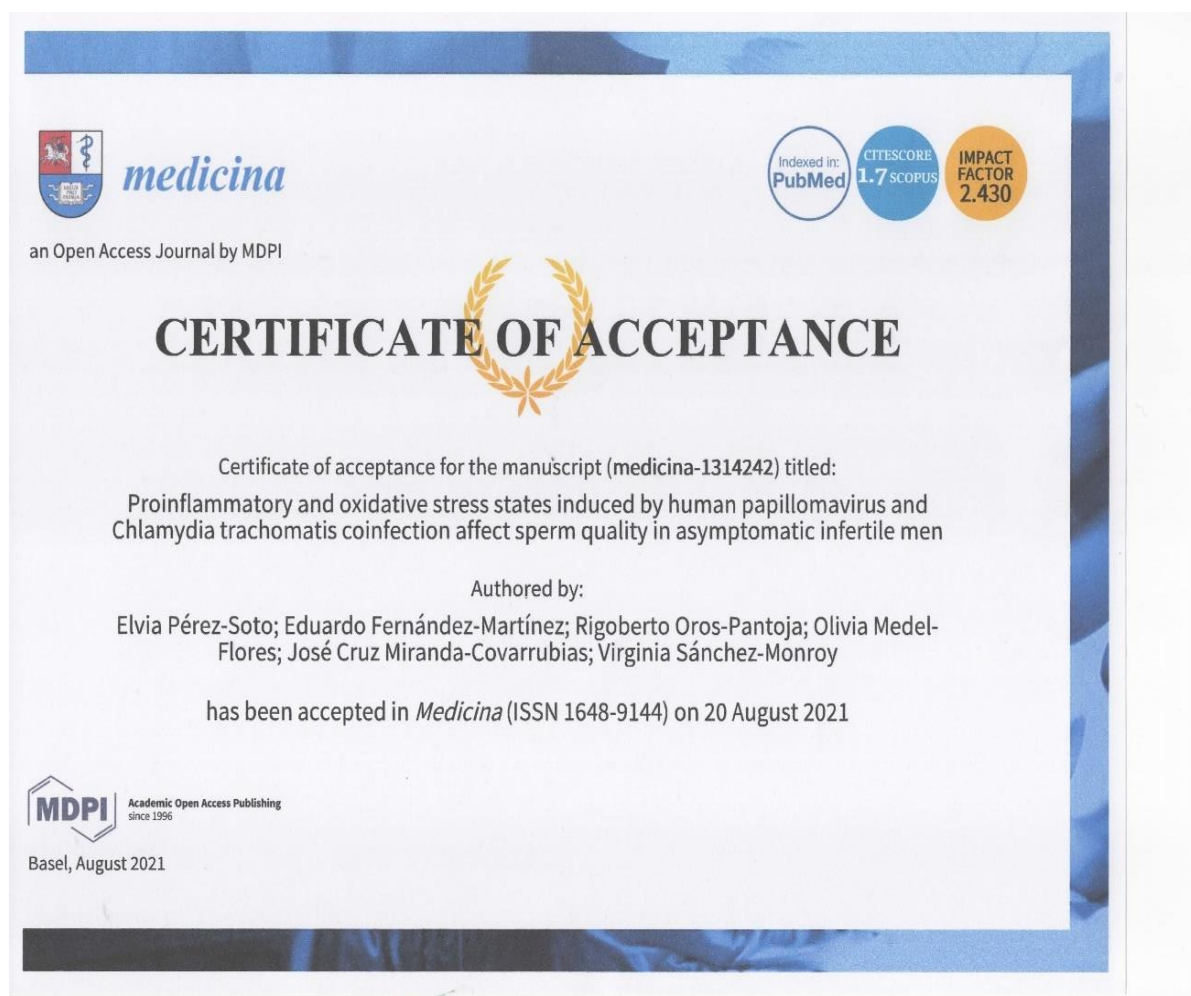 medicina
Indexed in:
PubMed
CITESCORE
1.7 SCOPUS
IMPACT
FACTOR
2.430
an Open Access Journal by MDPI
CERTIFICATE OF ACCEPTANCE
Certificate of acceptance for the manuscript (medicina-1314242) titled:
Proinflammatory and oxidative stress states induced by human papillomavirus and
Chlamydia trachomatis coinfection affect sperm quality in asymptomatic infertile men
Authored by:
Elvia Pérez-Soto; Eduardo Fernández-Martínez; Rigoberto Oros-Pantoja; Olivia Medel-
Flores; José Cruz Miranda-Covarrubias; Virginia Sánchez-Monroy
has been accepted in Medicina (ISSN 1648-9144) on 20 August 2021
MDPI
Academic Open Access Publishing
since 1996
Basel, August 2021